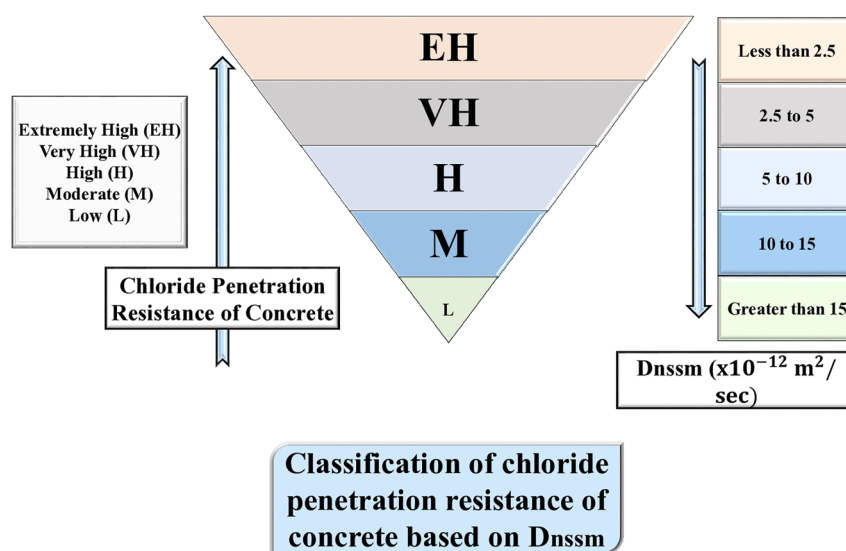 EH
VH
H
M
L
Extremely High (EH)
Very High (VH)
High (H)
Moderate (M)
Low (L)
Chloride Penetration
Resistance of Concrete
Less than 2.5
2.5 to 5
5 to 10
10 to 15
Greater than 15
Dnssm (x10⁻¹² m²/
sec)
Classification of chloride
penetration resistance of
concrete based on Dnssm